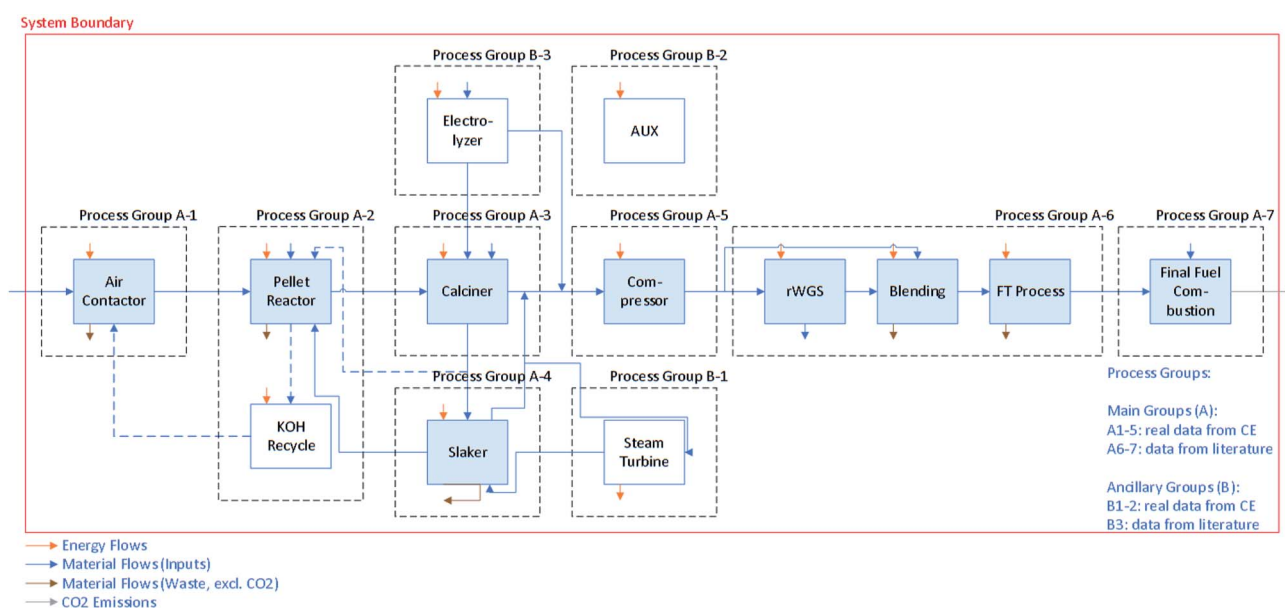 System Boundary
Process Group B-3
Process Group B-2
Electro-
lyzer
AUX
Process Group A-1
Process Group A-2
Process Group A-3
Process Group A-5
Process Group A-6
Process Group A-7
Air
Contactor
Pellet
Reactor
Calciner
Com-
pressor
rWGS
Blending
FT Process
Final Fuel
Com-
bustion
Process Group A-4
Process Group B-1
KOH
Recycle
Slaker
Steam
Turbine
Process Groups:
Main Groups (A):
A1-5: real data from CE
A6-7: data from literature
Ancillary Groups (B):
B1-2: real data from CE
B3: data from literature
Energy Flows
Material Flows (Inputs)
Material Flows (Waste, excl. CO2)
CO2 Emissions